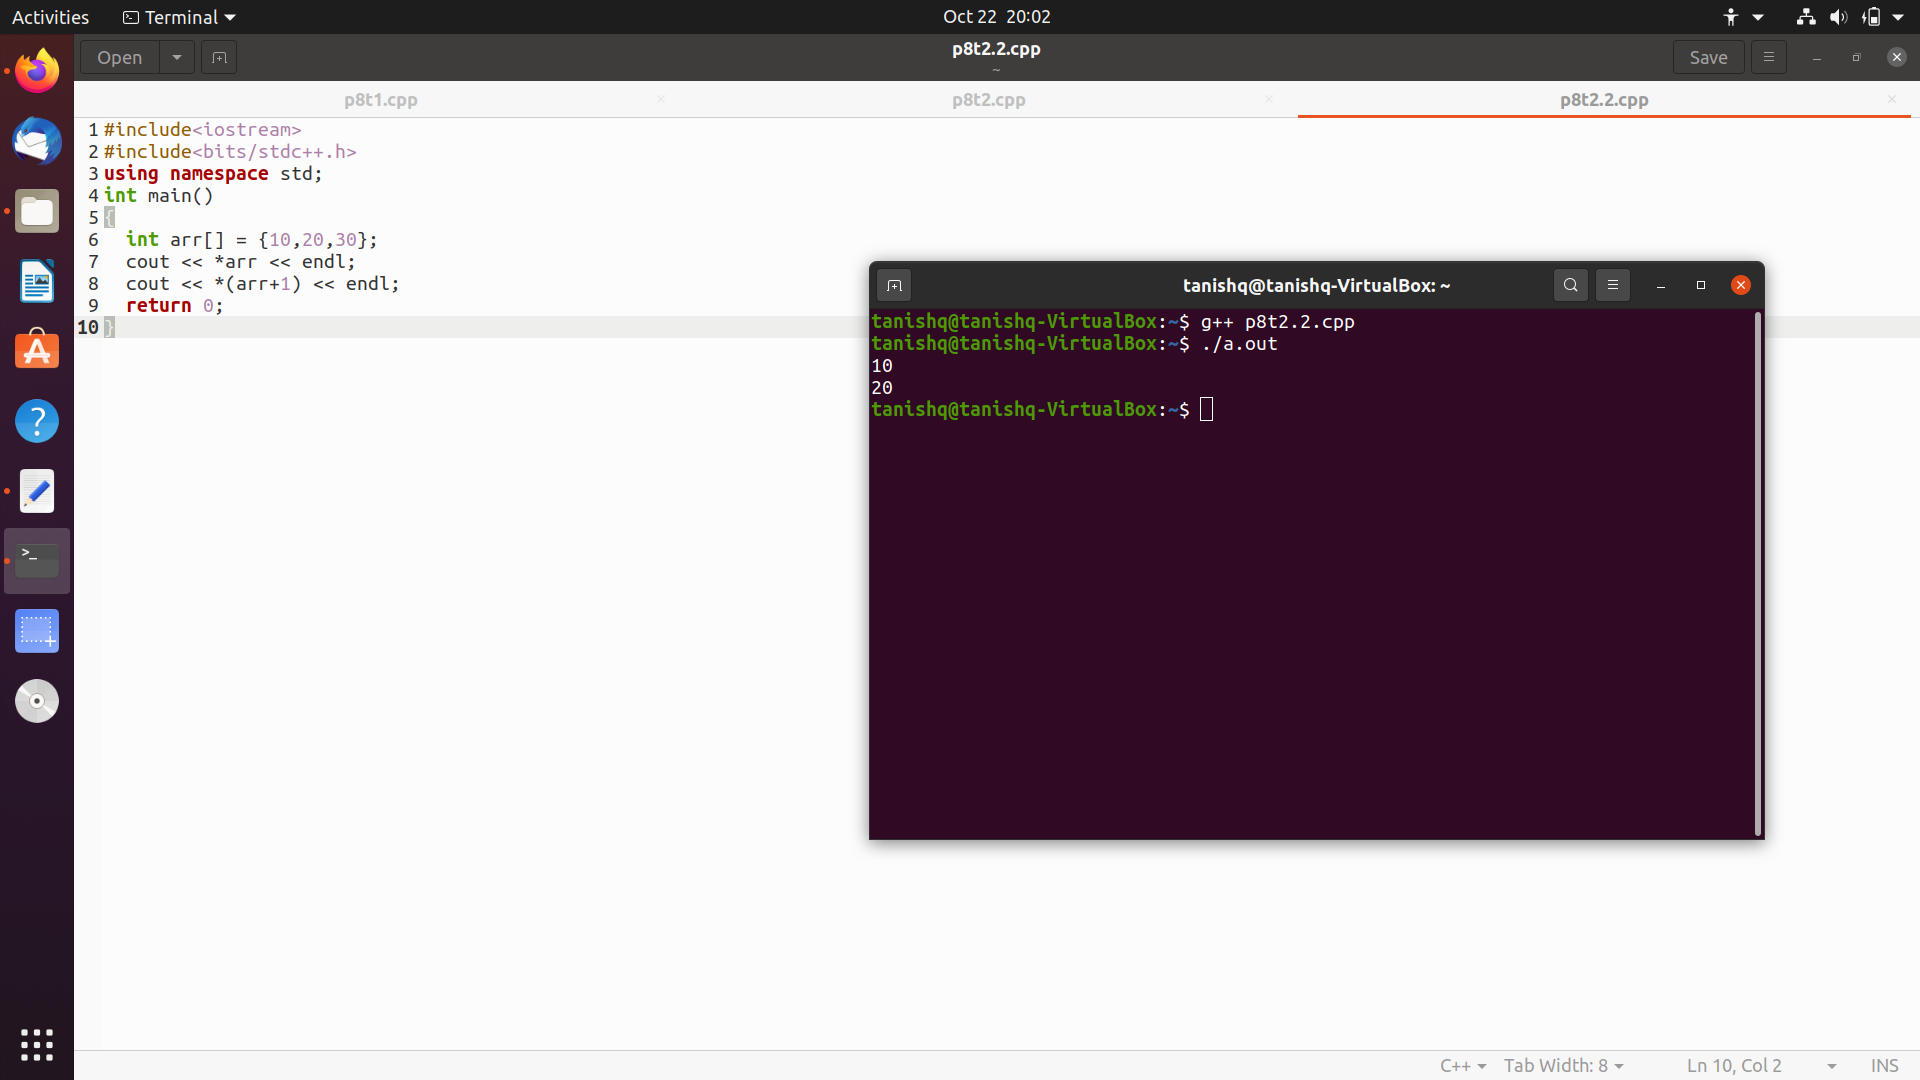 Activities
Terminal
Oct 22 20:02
Open
p8t2.2.cpp
~
Save
p8t1.cpp
p8t2.cpp
p8t2.2.cpp
1 #include<iostream>
2 #include<bits/stdc++.h>
3 using namespace std;
4 int main()
5 {
6   int arr[] = {10,20,30};
7   cout << *arr << endl;
8   cout << *(arr+1) << endl;
9   return 0;
10 }
tanishq@tanishq-VirtualBox: ~
tanishq@tanishq-VirtualBox:~$ g++ p8t2.2.cpp
tanishq@tanishq-VirtualBox:~$ ./a.out
10
20
tanishq@tanishq-VirtualBox:~$
C++
Tab Width: 8
Ln 10, Col 2
INS